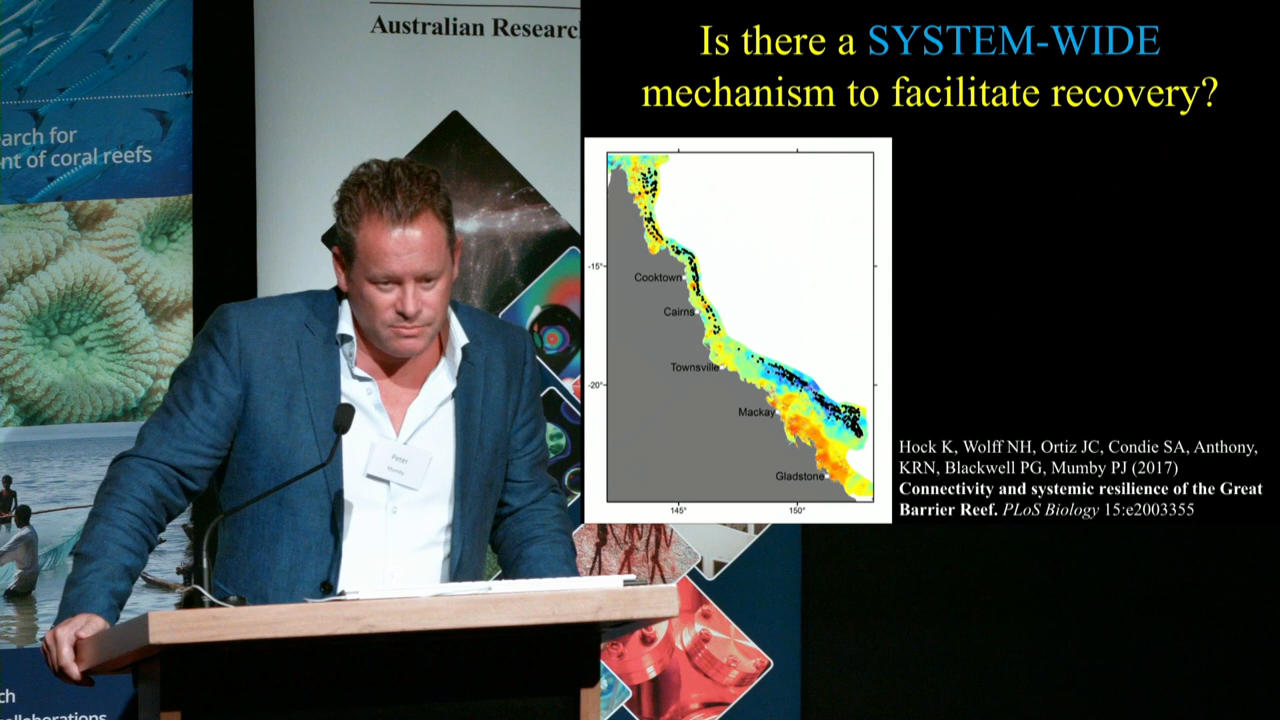 Australian Research
arch for
nt of coral reefs
Peter
Mumby
ch
ollaborations
Is there a SYSTEM-WIDE
mechanism to facilitate recovery?
-15°
-20°
Cooktown
Cairns
Townsville
Mackay
Gladstone
145°
150°
Hock K, Wolff NH, Ortiz JC, Condie SA, Anthony,
KRN, Blackwell PG, Mumby PJ (2017)
Connectivity and systemic resilience of the Great
Barrier Reef. PLoS Biology 15:e2003355